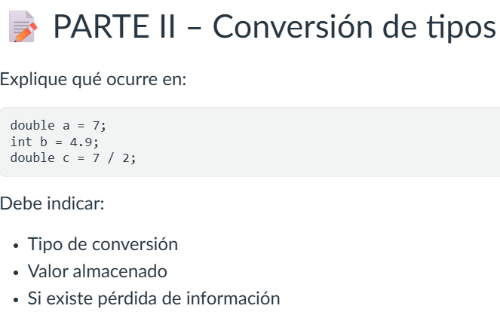 PARTE II – Conversión de tipos
Explique qué ocurre en:
double a = 7;
int b = 4.9;
double c = 7 / 2;
Debe indicar:
• Tipo de conversión
• Valor almacenado
• Si existe pérdida de información